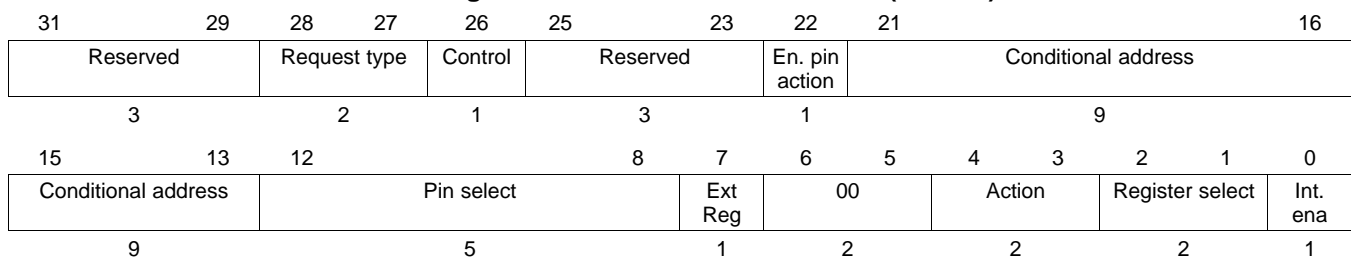 31 29 28 27 26 25 23 22 21 16
Reserved Request type Control Reserved En. pin action Conditional address
3 2 1 3 1 9
15 13 12 8 7 6 5 4 3 2 1 0
Conditional address Pin select Ext Reg 00 Action Register select Int. ena
9 5 1 2 2 2 1